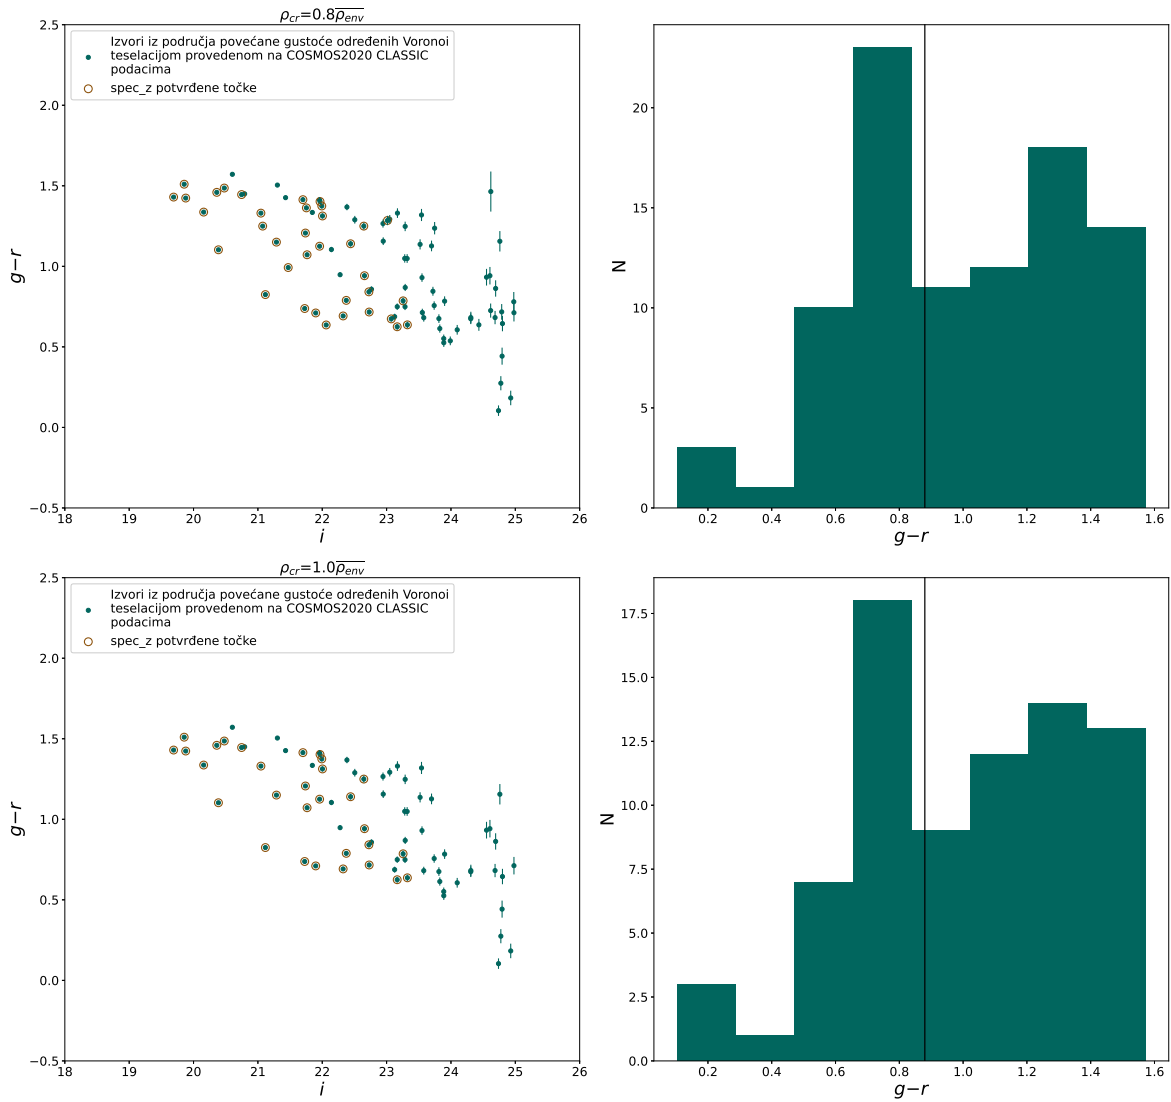 ρ_cr=0.8ρ_env
2.5
2.0
1.5
1.0
0.5
0.0
−0.5
g−r
Izvori iz područja povećane gustoće određenih Voronoi
teselacijom provedenom na COSMOS2020 CLASSIC
podacima
spec_z potvrđene točke
18 19 20 21 22 23 24 25 26
i
20
15
10
5
0
N
0.2 0.4 0.6 0.8 1.0 1.2 1.4 1.6
g−r
ρ_cr=1.0ρ_env
2.5
2.0
1.5
1.0
0.5
0.0
−0.5
g−r
Izvori iz područja povećane gustoće određenih Voronoi
teselacijom provedenom na COSMOS2020 CLASSIC
podacima
spec_z potvrđene točke
18 19 20 21 22 23 24 25 26
i
17.5
15.0
12.5
10.0
7.5
5.0
2.5
0.0
N
0.2 0.4 0.6 0.8 1.0 1.2 1.4 1.6
g−r